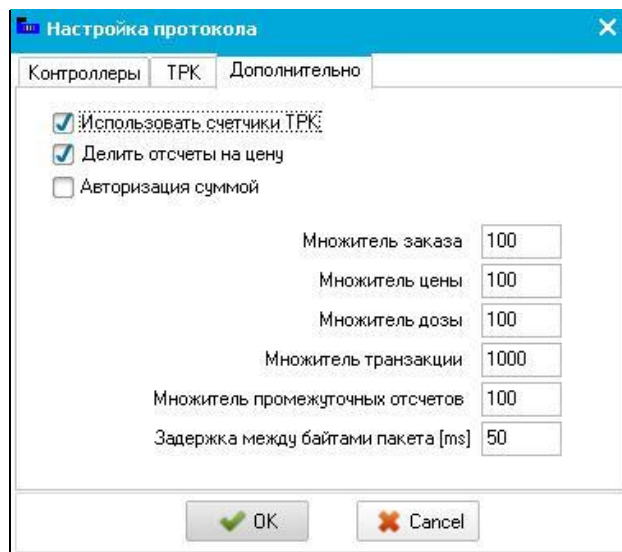 Настройка протокола
Контроллеры ТРК Дополнительно
Использовать счетчики ТРК
Делить отсчеты на цену
Авторизация суммой
Множитель заказа 100
Множитель цены 100
Множитель дозы 100
Множитель транзакции 1000
Множитель промежуточных отсчетов 100
Задержка между байтами пакета [ms] 50
OK Cancel